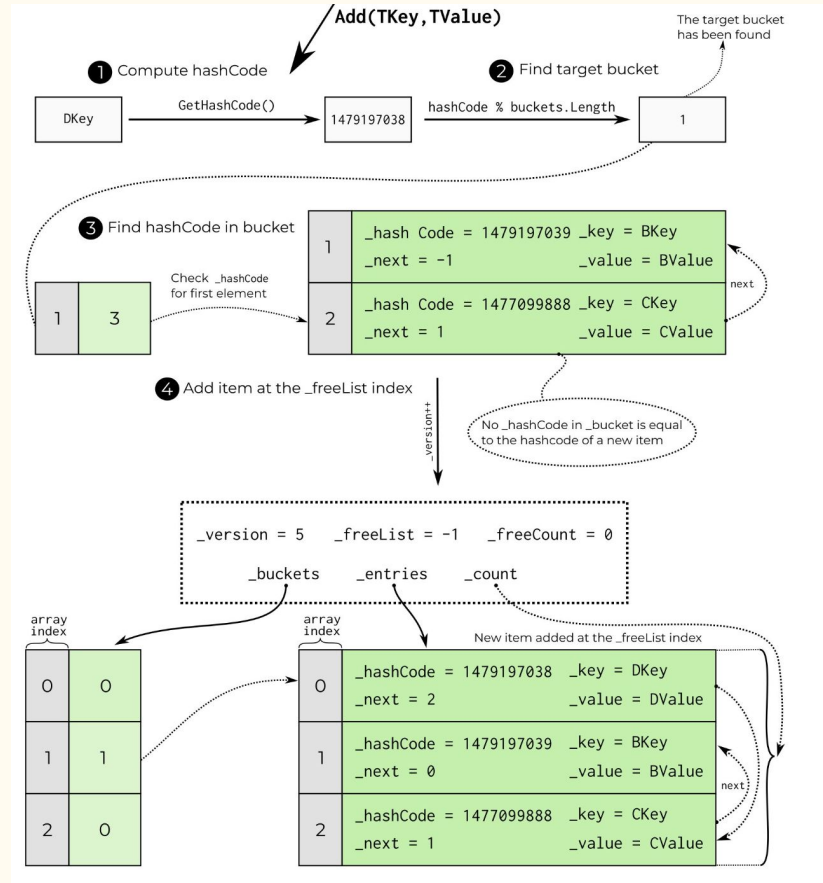 Add(TKey,TValue)
The target bucket
has been found
1 Compute hashCode
2 Find target bucket
DKey
GetHashCode()
1479197038
hashCode % buckets.Length
1
3 Find hashCode in bucket
1
_hash Code = 1479197039 _key = BKey
_next = -1 _value = BValue
Check _hashCode
for first element
next
1 3
2
_hash Code = 1477099888 _key = CKey
_next = 1 _value = CValue
4 Add item at the _freeList index
_version++
No _hashCode in _bucket is equal
to the hashcode of a new item
_version = 5 _freeList = -1 _freeCount = 0
_buckets _entries _count
array
index
array
index
New item added at the _freeList index
0 0
0
_hashCode = 1479197038 _key = DKey
_next = 2 _value = DValue
1 1
1
_hashCode = 1479197039 _key = BKey
_next = 0 _value = BValue
next
2 0
2
_hashCode = 1477099888 _key = CKey
_next = 1 _value = CValue